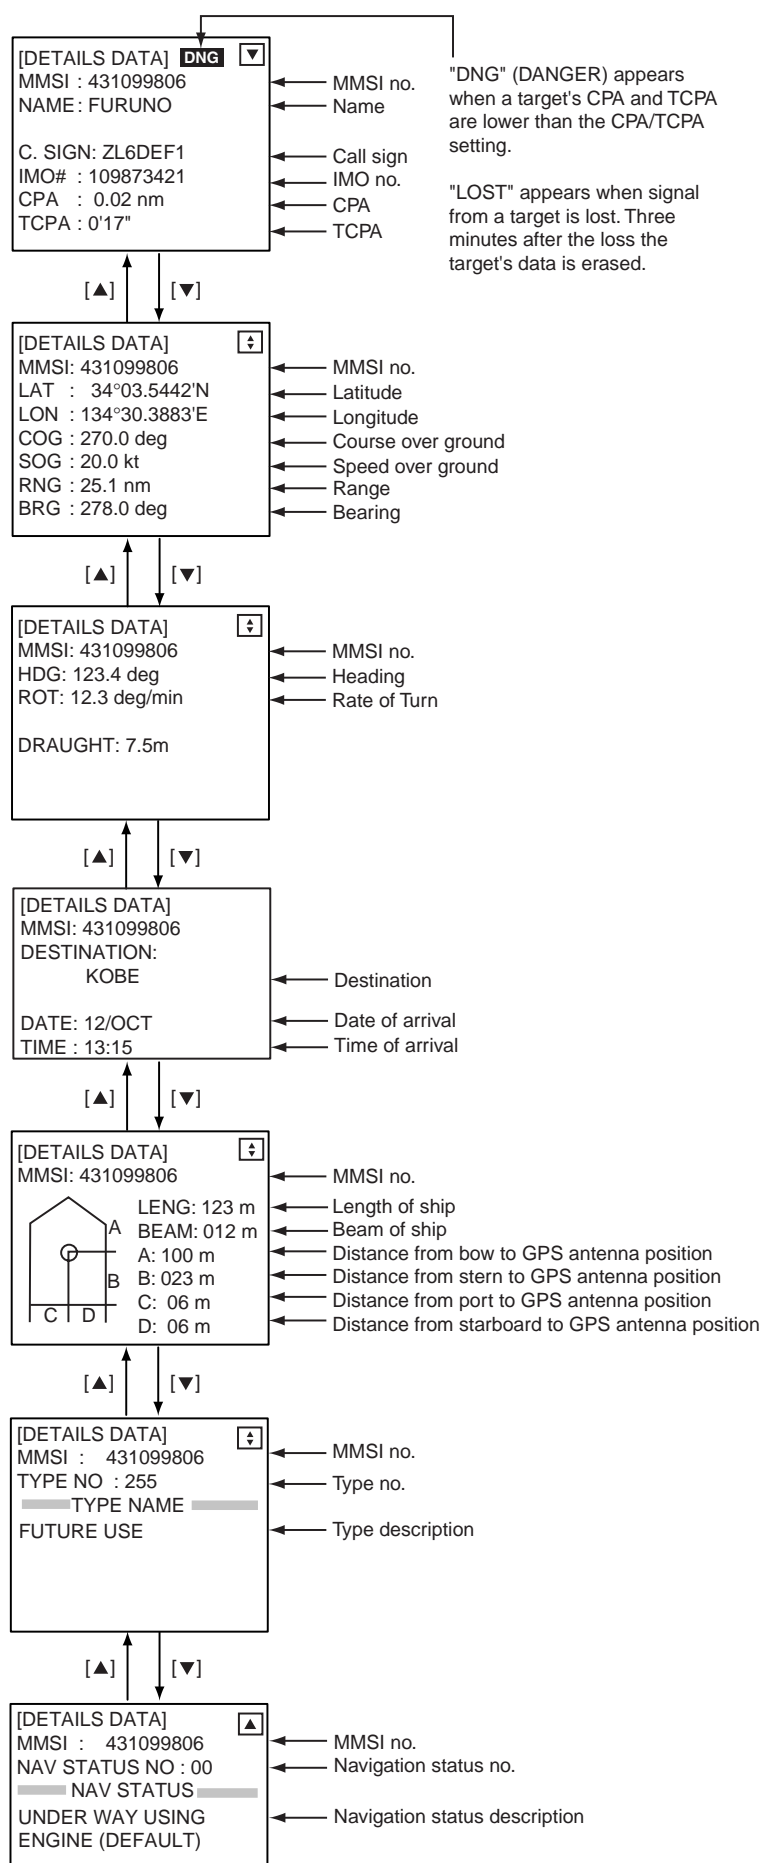 [DETAILS DATA] DNG ▼
MMSI : 431099806
NAME : FURUNO
C. SIGN: ZL6DEF1
IMO# : 109873421
CPA : 0.02 nm
TCPA : 0'17"
MMSI no.
Name
Call sign
IMO no.
CPA
TCPA
"DNG" (DANGER) appears
when a target's CPA and TCPA
are lower than the CPA/TCPA
setting.
"LOST" appears when signal
from a target is lost. Three
minutes after the loss the
target's data is erased.
[▲] [▼]
[DETAILS DATA]
MMSI: 431099806
LAT : 34°03.5442'N
LON : 134°30.3883'E
COG : 270.0 deg
SOG : 20.0 kt
RNG : 25.1 nm
BRG : 278.0 deg
MMSI no.
Latitude
Longitude
Course over ground
Speed over ground
Range
Bearing
[▲] [▼]
[DETAILS DATA]
MMSI: 431099806
HDG: 123.4 deg
ROT: 12.3 deg/min
DRAUGHT: 7.5m
MMSI no.
Heading
Rate of Turn
[▲] [▼]
[DETAILS DATA]
MMSI: 431099806
DESTINATION:
KOBE
DATE: 12/OCT
TIME : 13:15
Destination
Date of arrival
Time of arrival
[▲] [▼]
[DETAILS DATA]
MMSI: 431099806
A
B
C D
LENG: 123 m
BEAM: 012 m
A: 100 m
B: 023 m
C: 06 m
D: 06 m
MMSI no.
Length of ship
Beam of ship
Distance from bow to GPS antenna position
Distance from stern to GPS antenna position
Distance from port to GPS antenna position
Distance from starboard to GPS antenna position
[▲] [▼]
[DETAILS DATA]
MMSI : 431099806
TYPE NO : 255
TYPE NAME
FUTURE USE
MMSI no.
Type no.
Type description
[▲] [▼]
[DETAILS DATA] ▲
MMSI : 431099806
NAV STATUS NO : 00
NAV STATUS
UNDER WAY USING
ENGINE (DEFAULT)
MMSI no.
Navigation status no.
Navigation status description